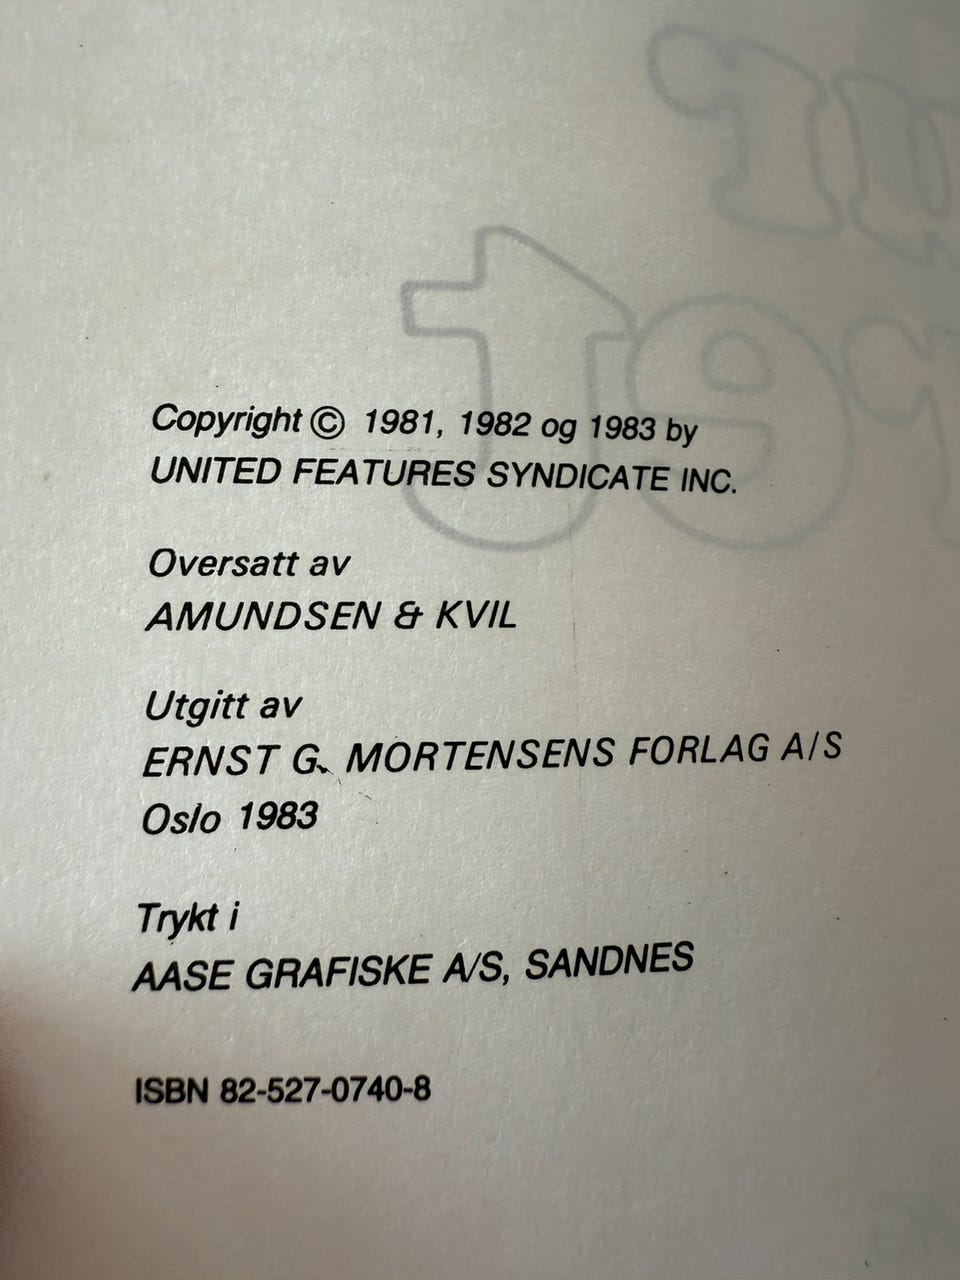 Copyright © 1981, 1982 og 1983 by
UNITED FEATURES SYNDICATE INC.
Oversatt av
AMUNDSEN & KVIL
Utgitt av
ERNST G. MORTENSENS FORLAG A/S
Oslo 1983
Trykt i
AASE GRAFISKE A/S, SANDNES
ISBN 82-527-0740-8